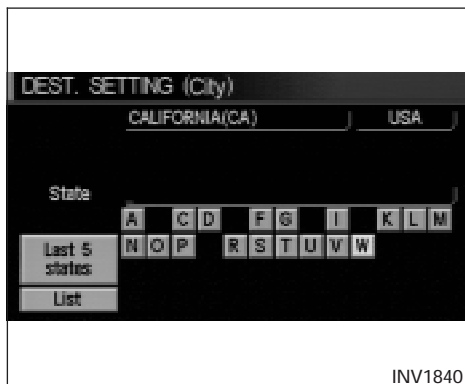 DEST. SETTING (City)
CALIFORNIA(CA) USA
State
A C D F G I K L M
N O P R S T U V W
Last 5
states
List
INV1840